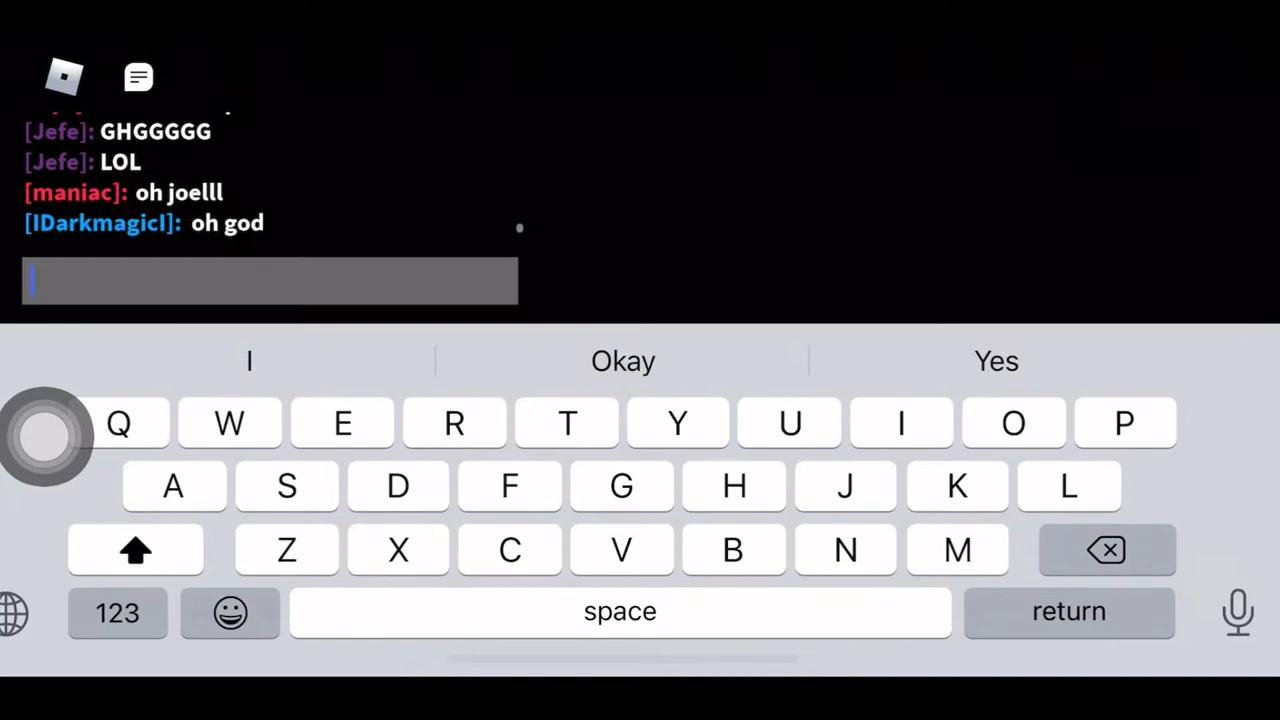 [Jefe]: GHGGGGG
[Jefe]: LOL
[maniac]: oh joelll
[IDarkmagicI]: oh god
I Okay Yes
Q W E R T Y U I O P
A S D F G H J K L
Z X C V B N M
123 space return